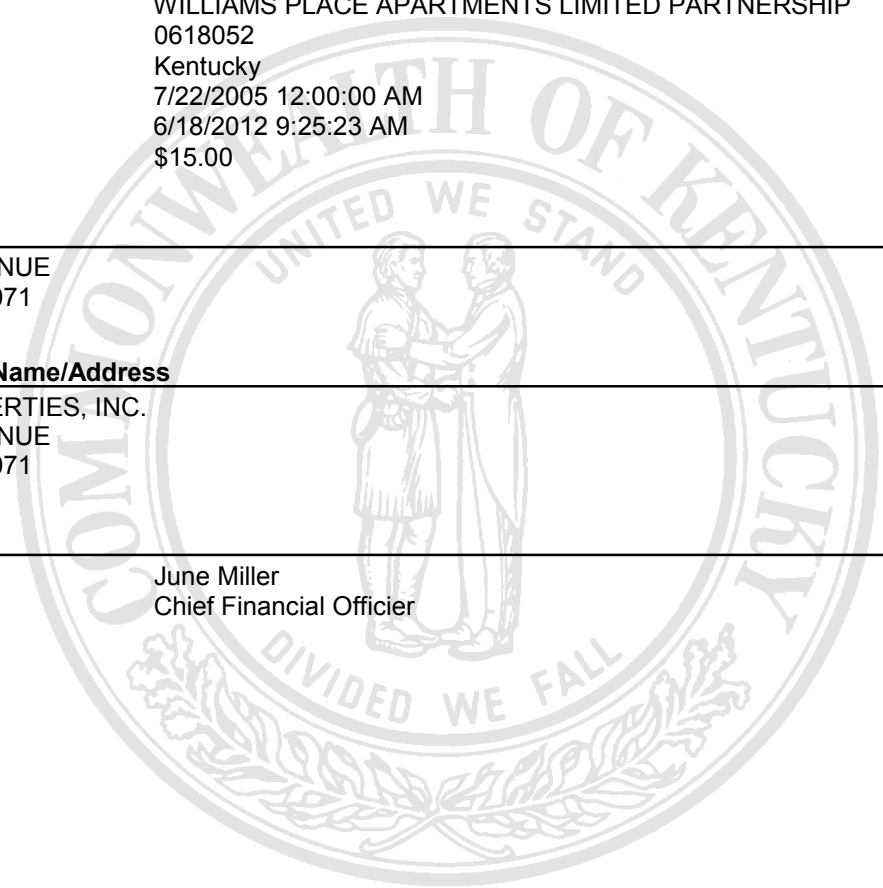 WILLIAMS PLACE APARTMENTS LIMITED PARTNERSHIP
0618052
Kentucky
7/22/2005 12:00:00 AM
6/18/2012 9:25:23 AM
$15.00
NUE
071
Name/Address
ERTIES, INC.
NUE
071
June Miller
Chief Financial Officier
COMMONWEALTH OF KENTUCKY
UNITED WE STAND
DIVIDED WE FALL